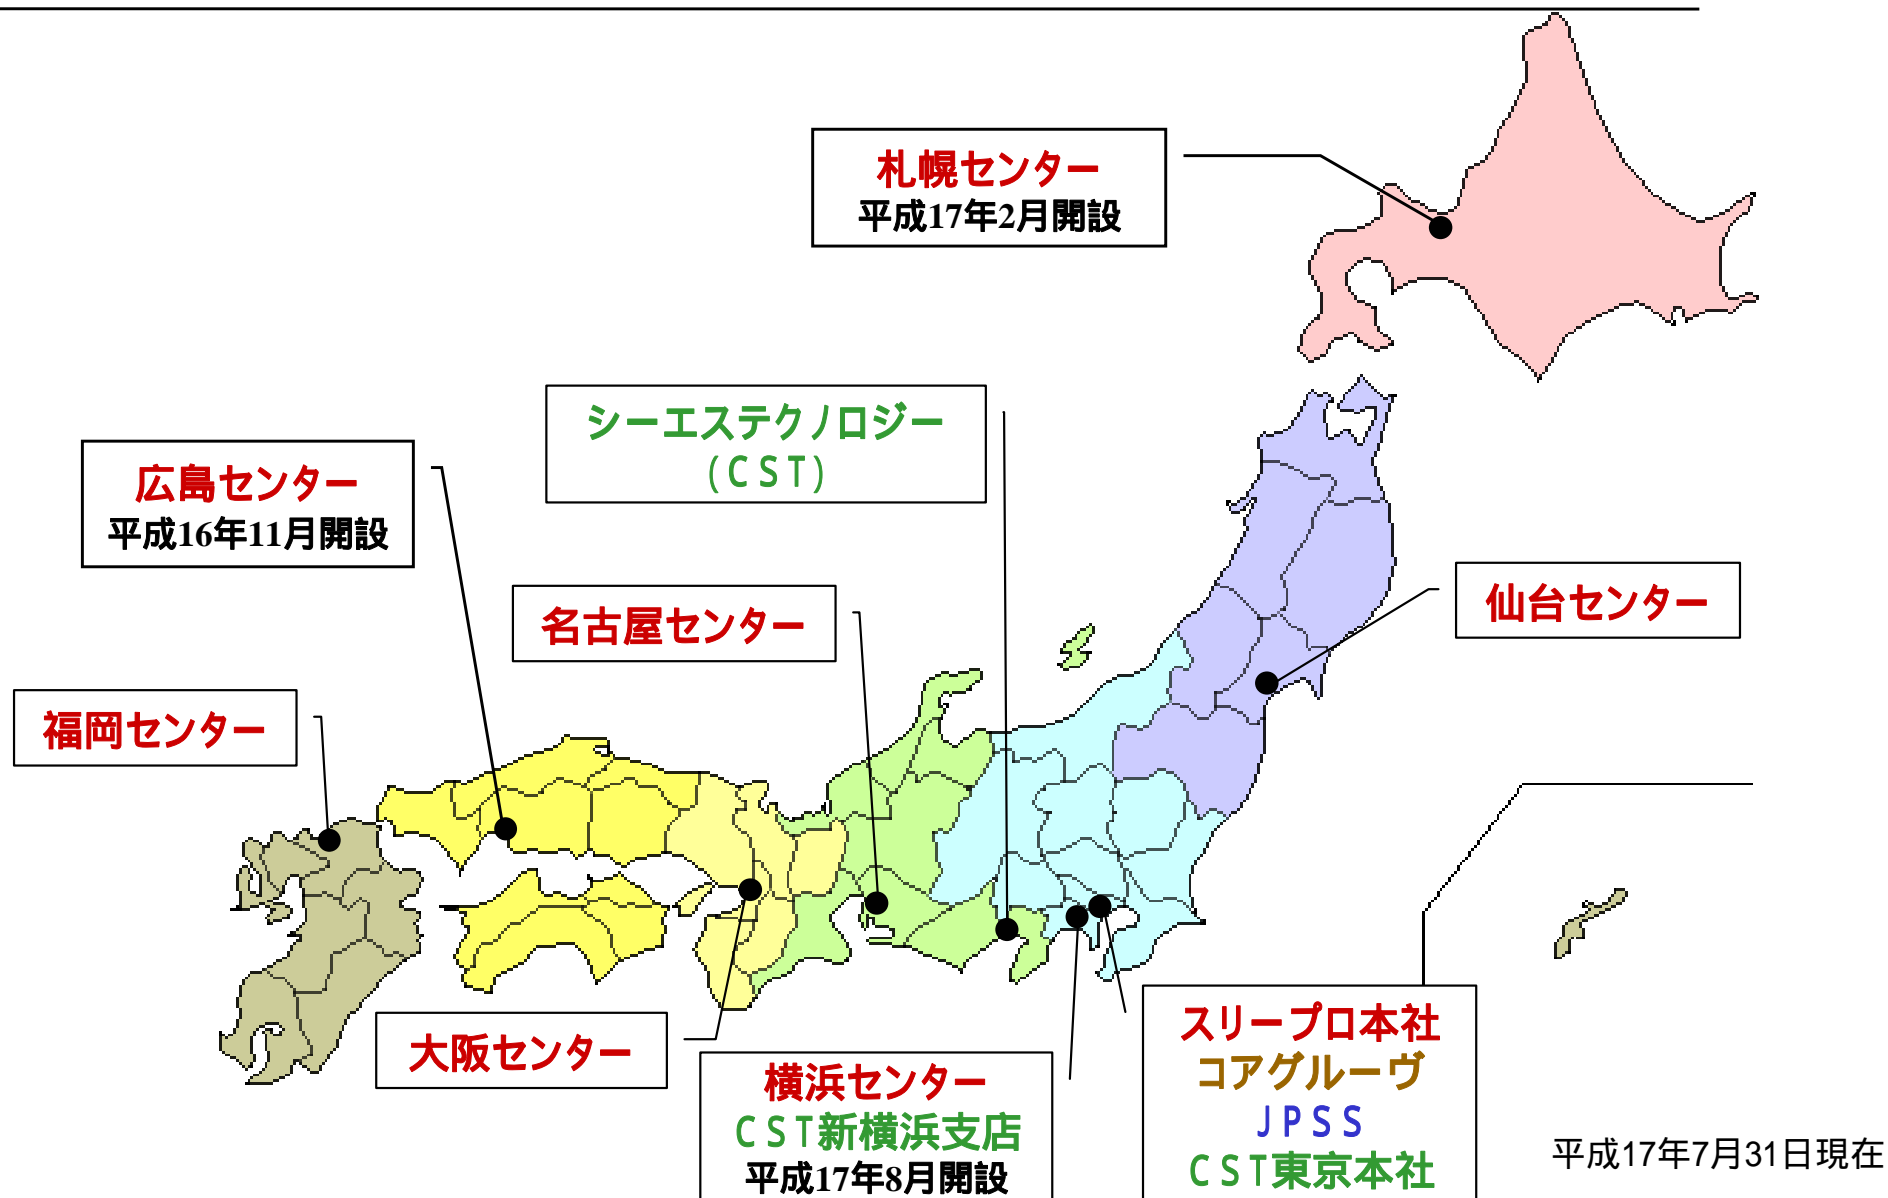 札幌センター
平成17年2月開設
シーエステクノロジー
(CST)
広島センター
平成16年11月開設
仙台センター
名古屋センター
福岡センター
大阪センター
横浜センター
CST新横浜支店
平成17年8月開設
スリープロ本社
コアグルーヴ
JPSS
CST東京本社
平成17年7月31日現在